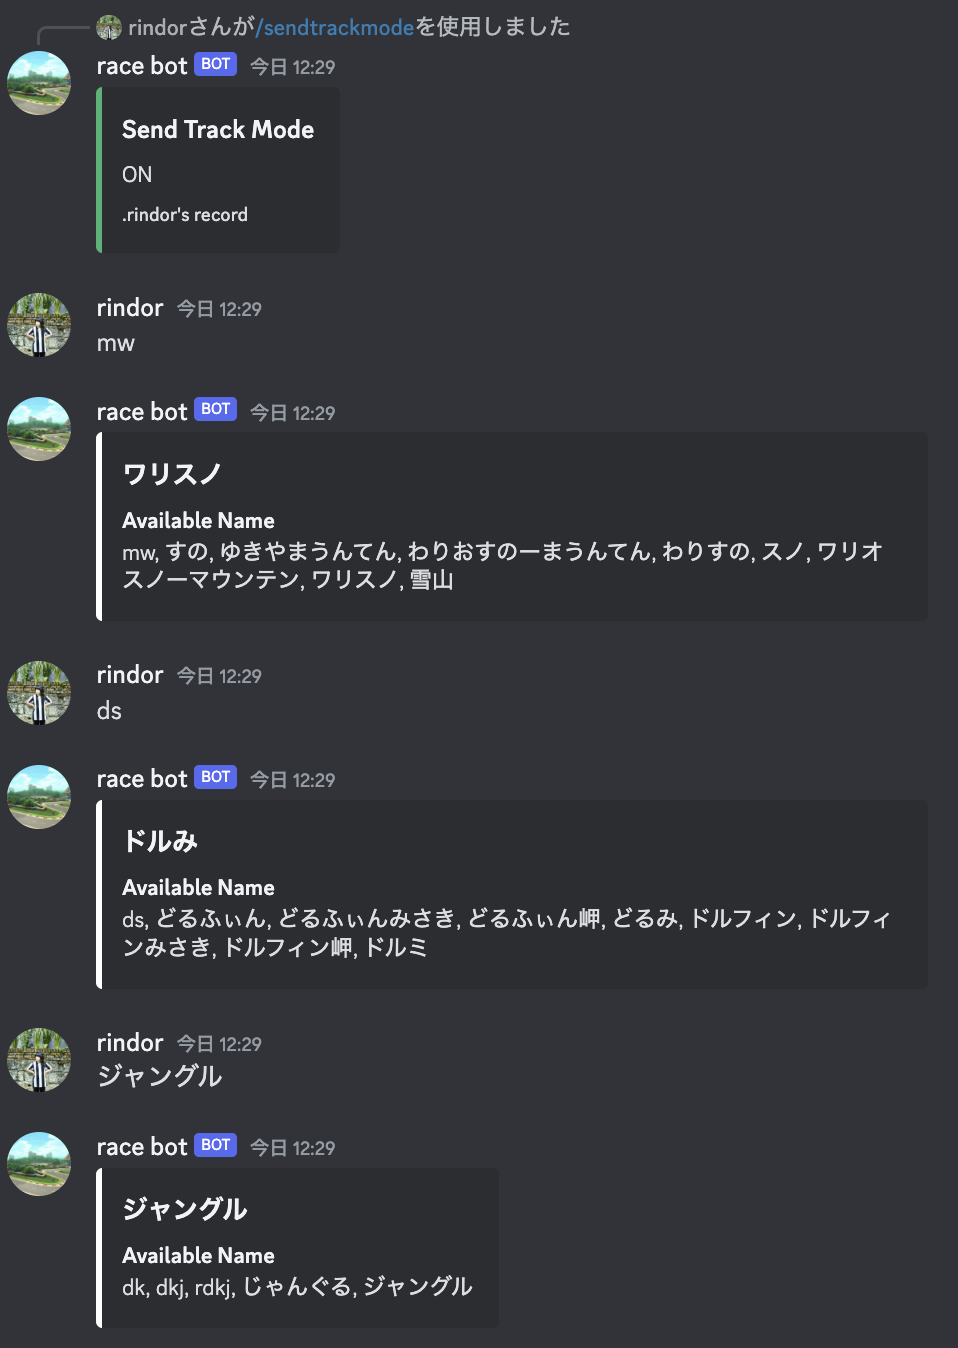 rindorさんが/sendtrackmodeを使用しました
race bot BOT 今日 12:29
Send Track Mode
ON
.rindor's record
rindor 今日 12:29
mw
race bot BOT 今日 12:29
ワリスノ
Available Name
mw, すの, ゆきやまうんてん, わりおすのーまうんてん, わりすの, スノ, ワリオ
スノーマウンテン, ワリスノ, 雪山
rindor 今日 12:29
ds
race bot BOT 今日 12:29
ドルみ
Available Name
ds, どるふぃん, どるふぃんみさき, どるふぃん岬, どるみ, ドルフィン, ドルフィ
ンみさき, ドルフィン岬, ドルミ
rindor 今日 12:29
ジャングル
race bot BOT 今日 12:29
ジャングル
Available Name
dk, dkj, rdkj, じゃんぐる, ジャングル